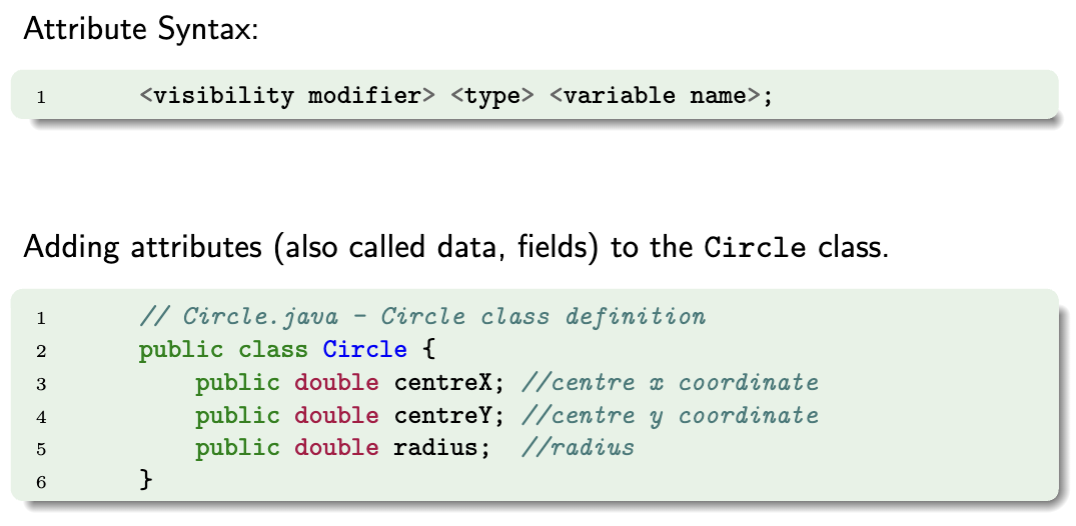 Attribute Syntax:
1 <visibility modifier> <type> <variable name>;
Adding attributes (also called data, fields) to the Circle class.
1 // Circle.java - Circle class definition
2 public class Circle {
3 public double centreX; //centre x coordinate
4 public double centreY; //centre y coordinate
5 public double radius; //radius
6 }